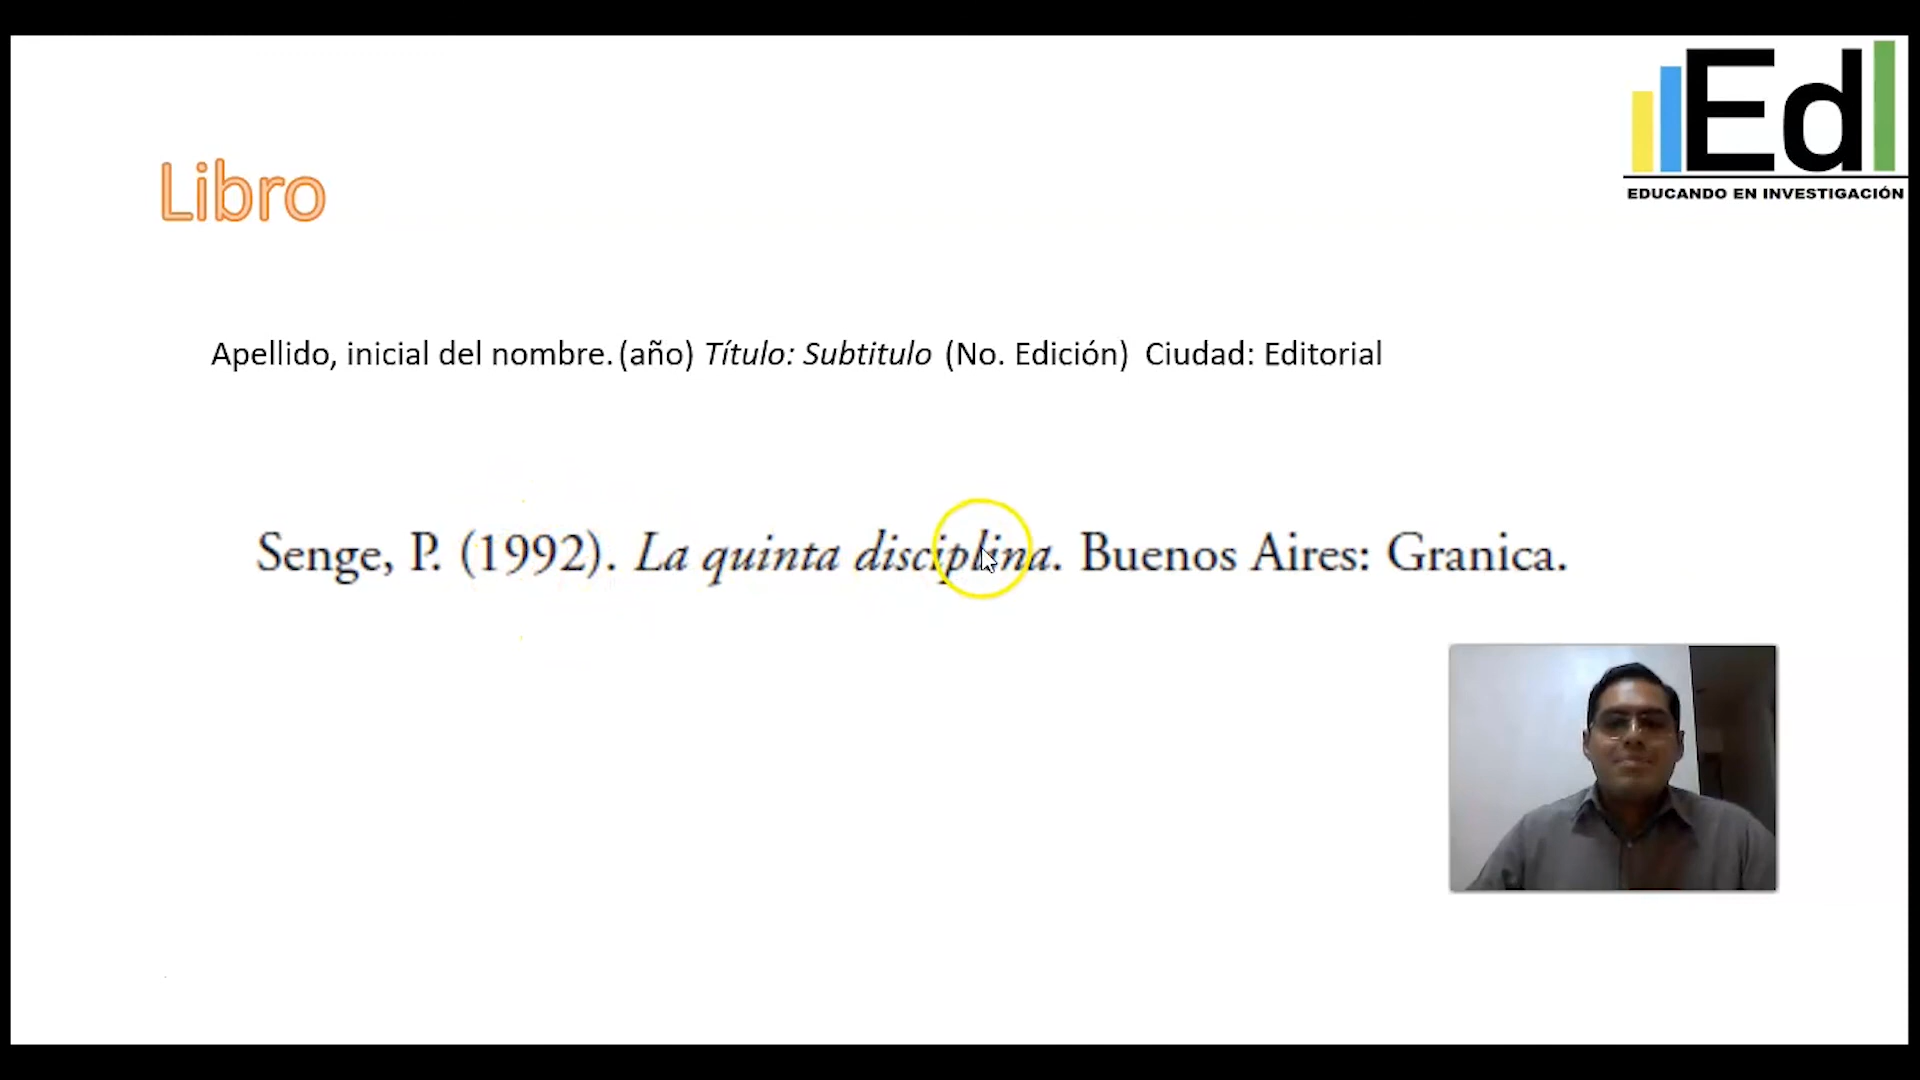 Ed
EDUCANDO EN INVESTIGACIÓN
Libro
Apellido, inicial del nombre. (año) Título: Subtitulo (No. Edición) Ciudad: Editorial
Senge, P. (1992). La quinta disciplina. Buenos Aires: Granica.